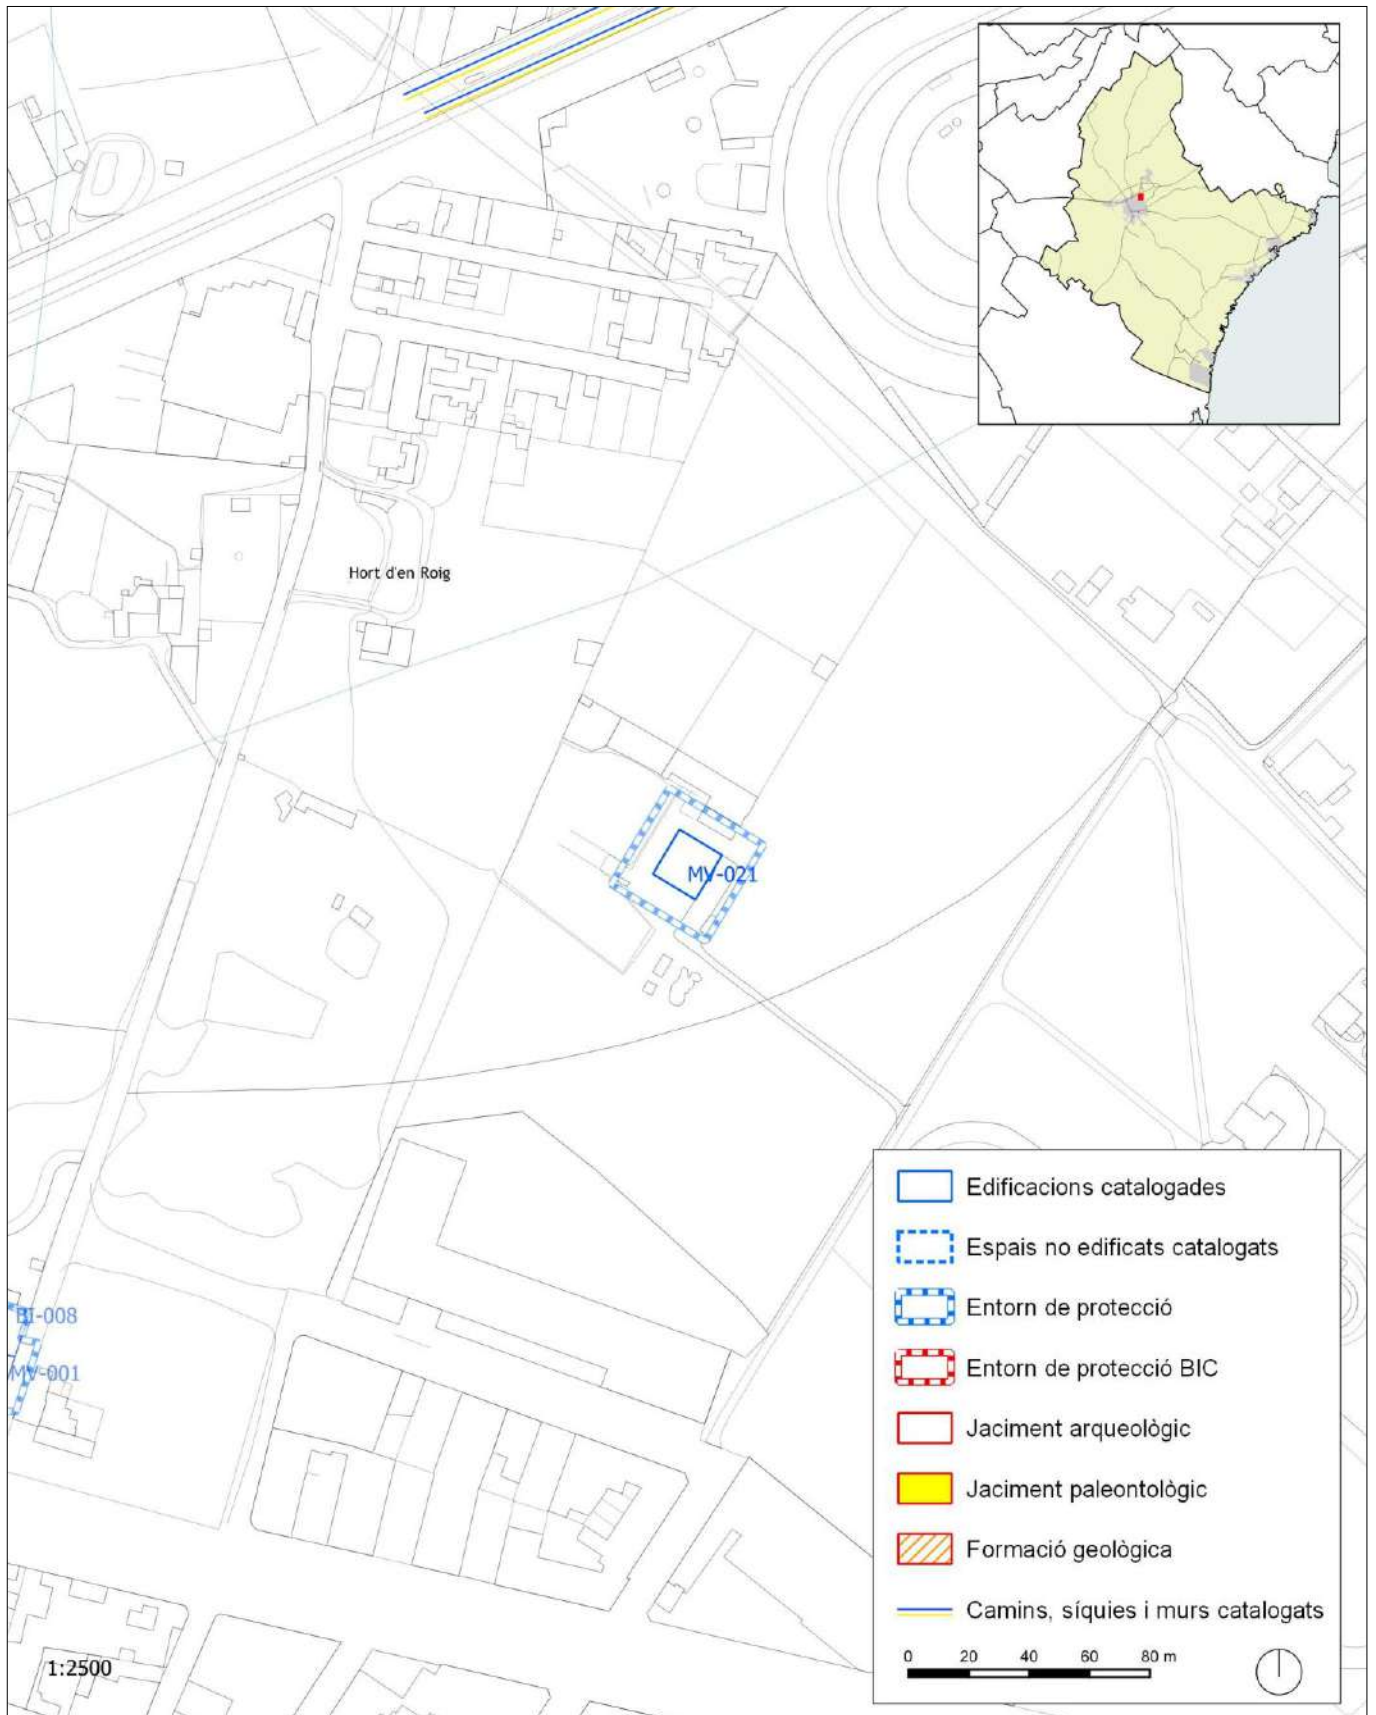 Hort d'en Roig
MV-021
BI-008
MV-001
1:2500
Edificacions catalogades
Espais no edificats catalogats
Entorn de protecció
Entorn de protecció BIC
Jaciment arqueològic
Jaciment paleontològic
Formació geològica
Camins, síquies i murs catalogats
0 20 40 60 80 m